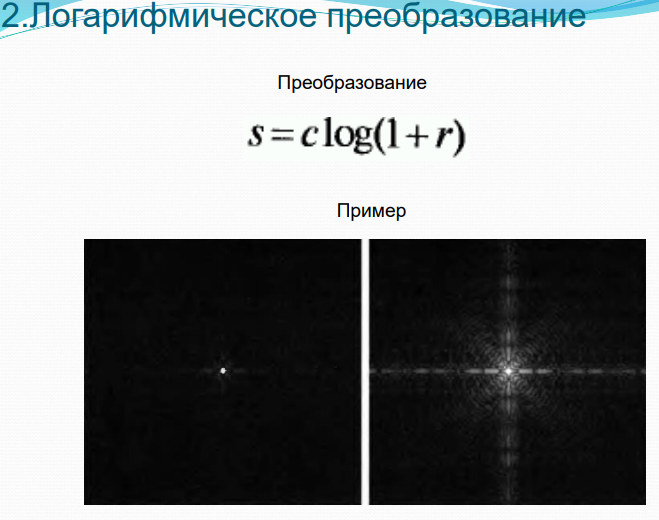 2.Логарифмическое преобразование
Преобразование
s = c log(1 + r)
Пример